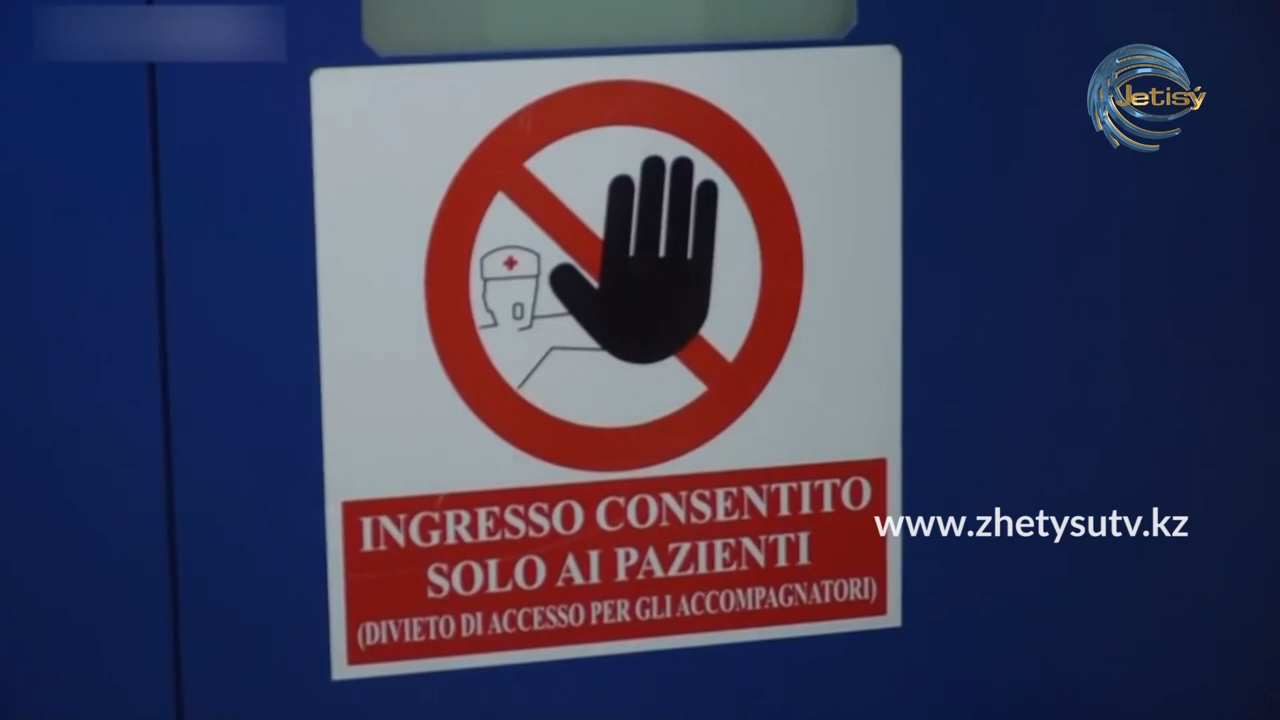 Jetisý
INGRESSO CONSENTITO
SOLO AI PAZIENTI
(DIVIETO DI ACCESSO PER GLI ACCOMPAGNATORI)
www.zhetysutv.kz